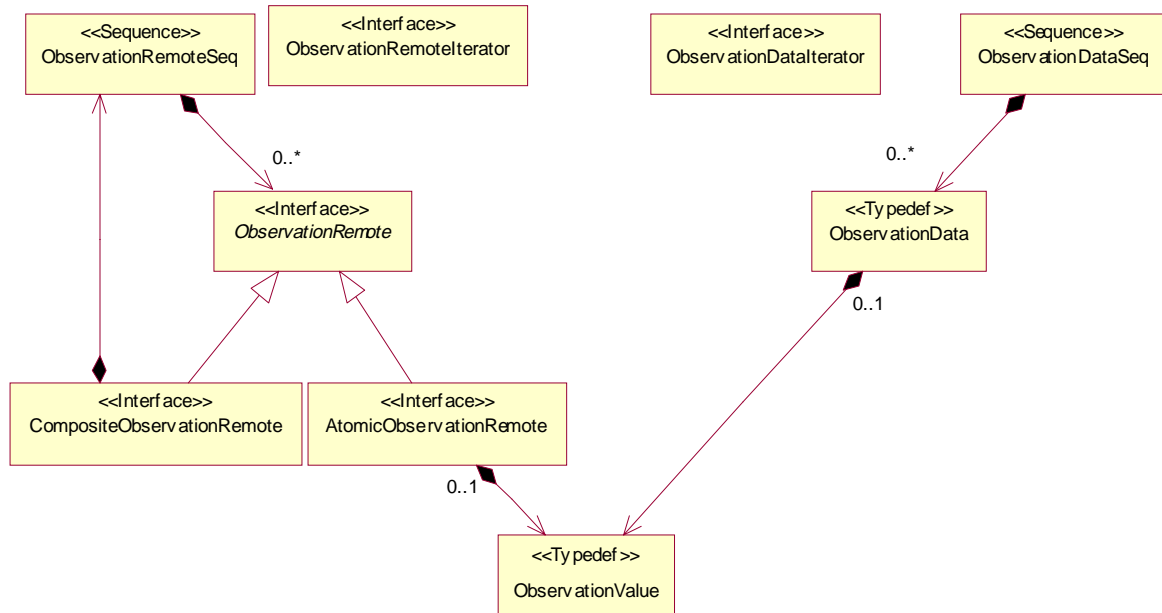 <<Sequence>>
ObservationRemoteSeq
<<Interface>>
ObservationRemoteIterator
<<Interface>>
ObservationDataIterator
<<Sequence>>
ObservationDataSeq
0..*
0..*
<<Interface>>
ObservationRemote
<<Typedef>>
ObservationData
0..1
<<Interface>>
CompositeObservationRemote
<<Interface>>
AtomicObservationRemote
0..1
<<Typedef>>
ObservationValue